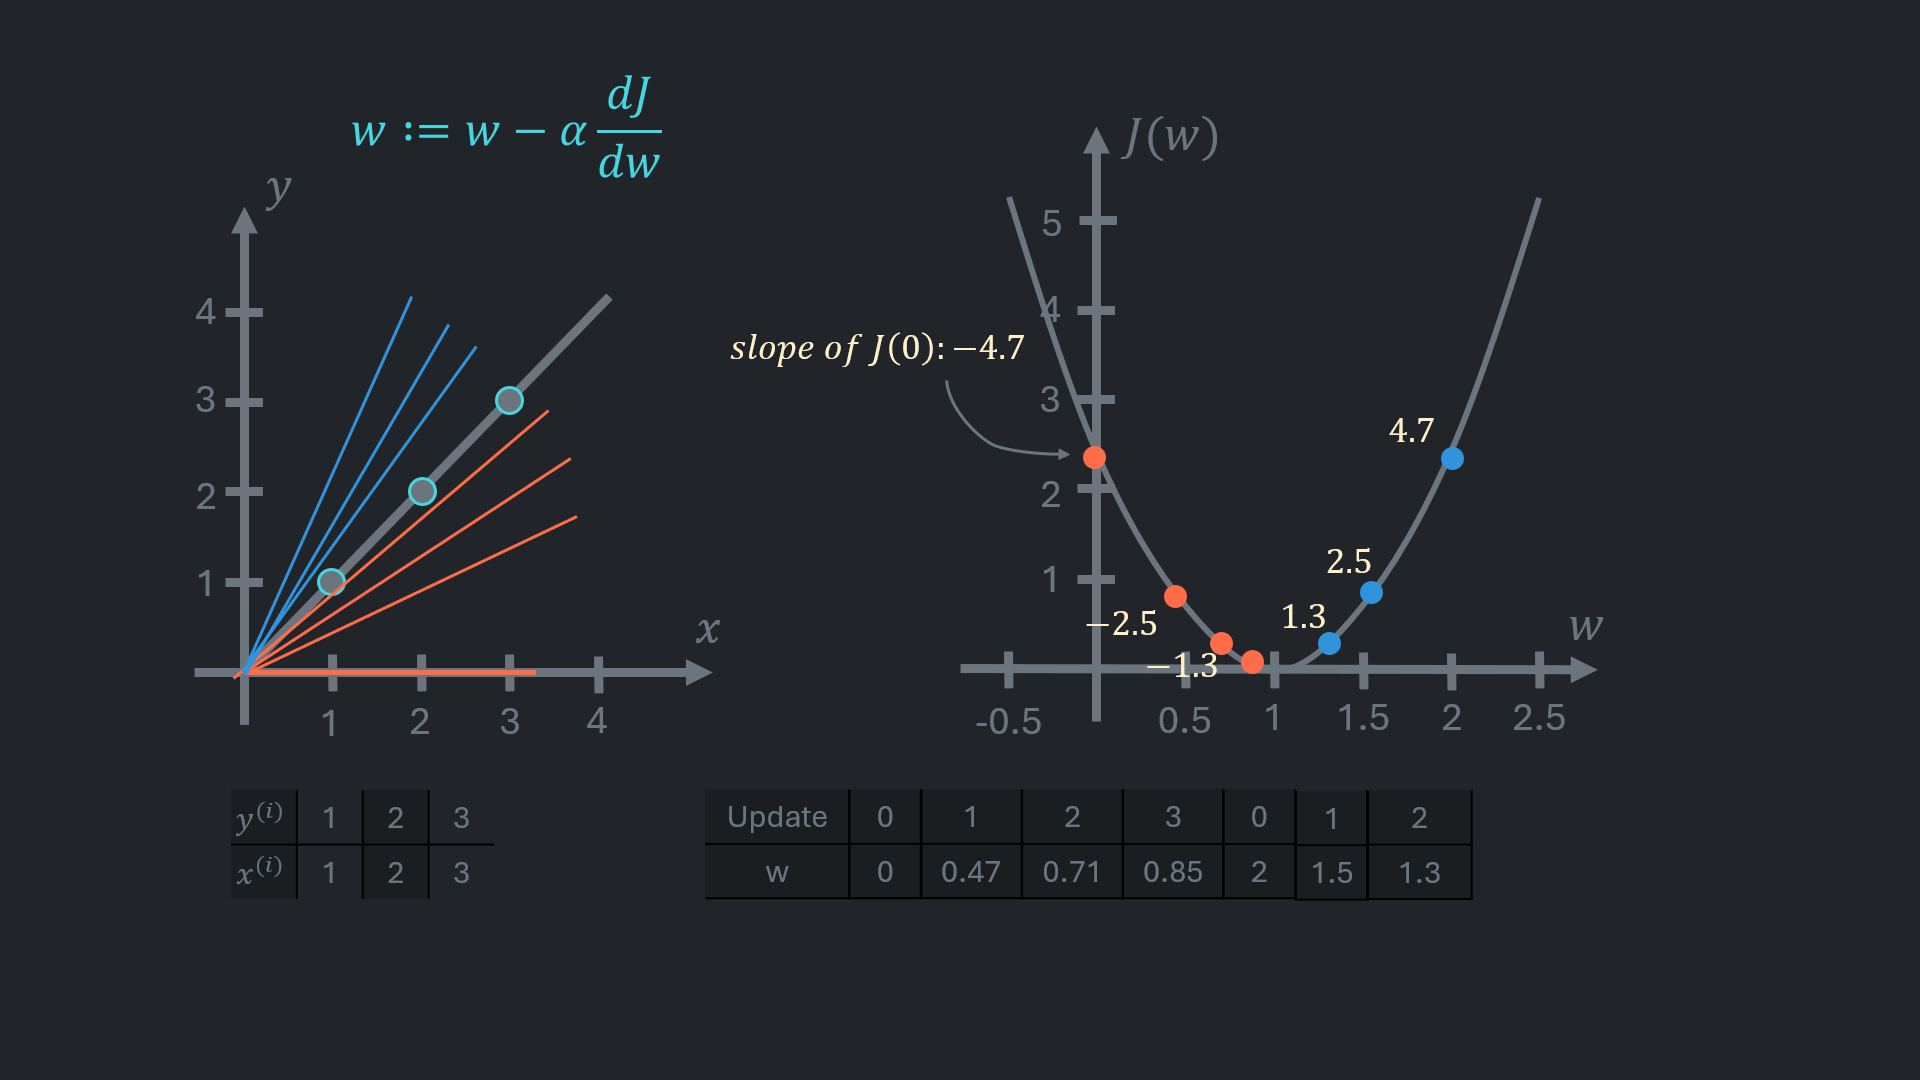 w := w − α dJ/dw
y
4
3
2
1
x
1 2 3 4
J(w)
5
4
3
2
1
slope of J(0): −4.7
4.7
2.5
1.3
−2.5
−1.3
w
-0.5 0.5 1 1.5 2 2.5
y⁽ⁱ⁾ 1 2 3
x⁽ⁱ⁾ 1 2 3
Update 0 1 2 3 0 1 2
w 0 0.47 0.71 0.85 2 1.5 1.3